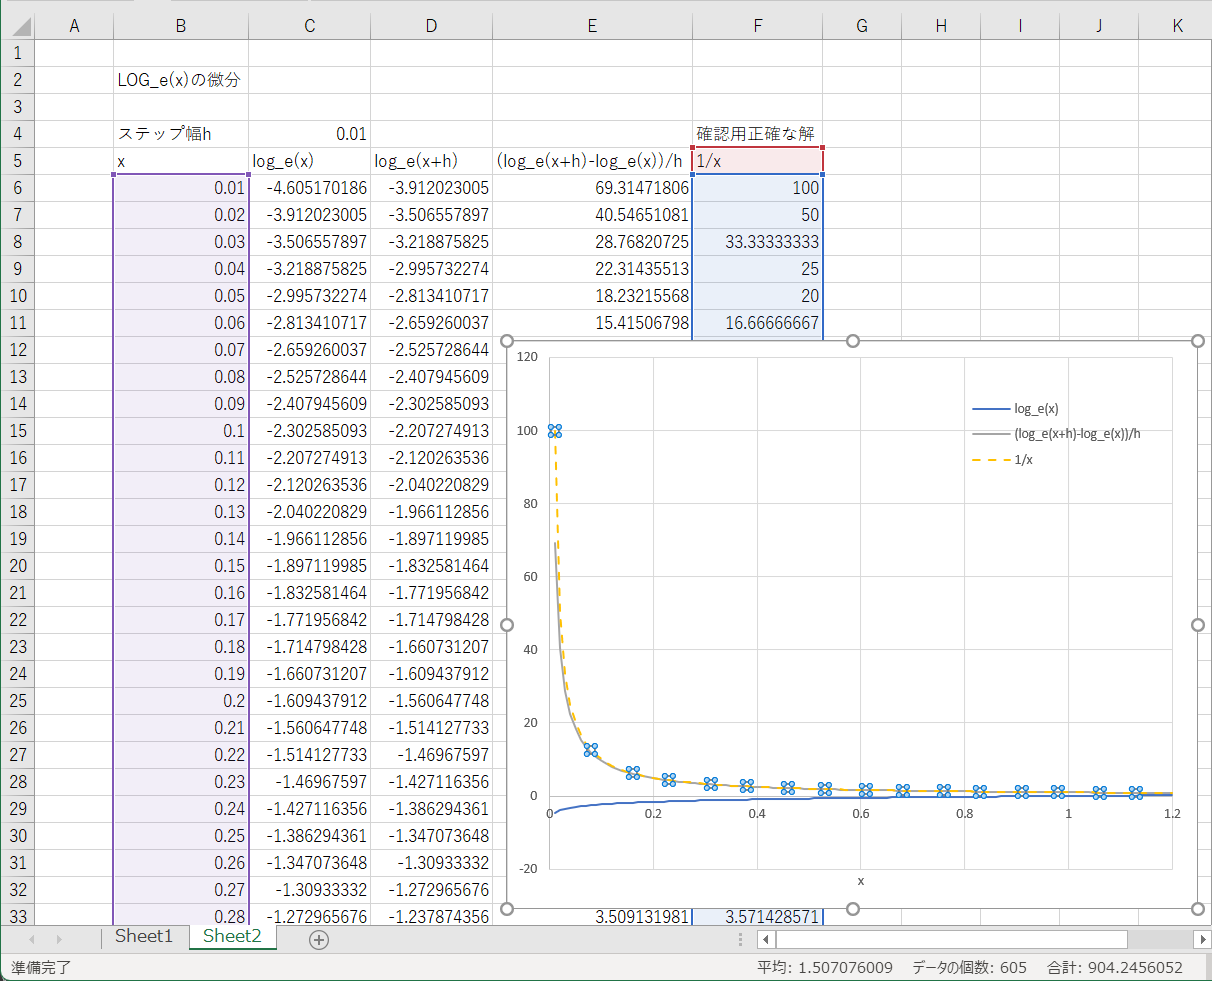 A B C D E F G H I J K
1
2 LOG_e(x)の微分
3
4 ステップ幅h 0.01 確認用正確な解
5 x log_e(x) log_e(x+h) (log_e(x+h)-log_e(x))/h 1/x
6 0.01 -4.605170186 -3.912023005 69.31471806 100
7 0.02 -3.912023005 -3.506557897 40.54651081 50
8 0.03 -3.506557897 -3.218875825 28.76820725 33.33333333
9 0.04 -3.218875825 -2.995732274 22.31435513 25
10 0.05 -2.995732274 -2.813410717 18.23215568 20
11 0.06 -2.813410717 -2.659260037 15.41506798 16.66666667
12 0.07 -2.659260037 -2.525728644
13 0.08 -2.525728644 -2.407945609
14 0.09 -2.407945609 -2.302585093
15 0.1 -2.302585093 -2.207274913
16 0.11 -2.207274913 -2.120263536
17 0.12 -2.120263536 -2.040220829
18 0.13 -2.040220829 -1.966112856
19 0.14 -1.966112856 -1.897119985
20 0.15 -1.897119985 -1.832581464
21 0.16 -1.832581464 -1.771956842
22 0.17 -1.771956842 -1.714798428
23 0.18 -1.714798428 -1.660731207
24 0.19 -1.660731207 -1.609437912
25 0.2 -1.609437912 -1.560647748
26 0.21 -1.560647748 -1.514127733
27 0.22 -1.514127733 -1.46967597
28 0.23 -1.46967597 -1.427116356
29 0.24 -1.427116356 -1.386294361
30 0.25 -1.386294361 -1.347073648
31 0.26 -1.347073648 -1.30933332
32 0.27 -1.30933332 -1.272965676
33 0.28 -1.272965676 -1.237874356 3.509131981 3.571428571
120
100
80
60
40
20
0
-20
0 0.2 0.4 0.6 0.8 1 1.2
x
log_e(x)
(log_e(x+h)-log_e(x))/h
1/x
Sheet1 Sheet2
準備完了 平均: 1.507076009 データの個数: 605 合計: 904.2456052